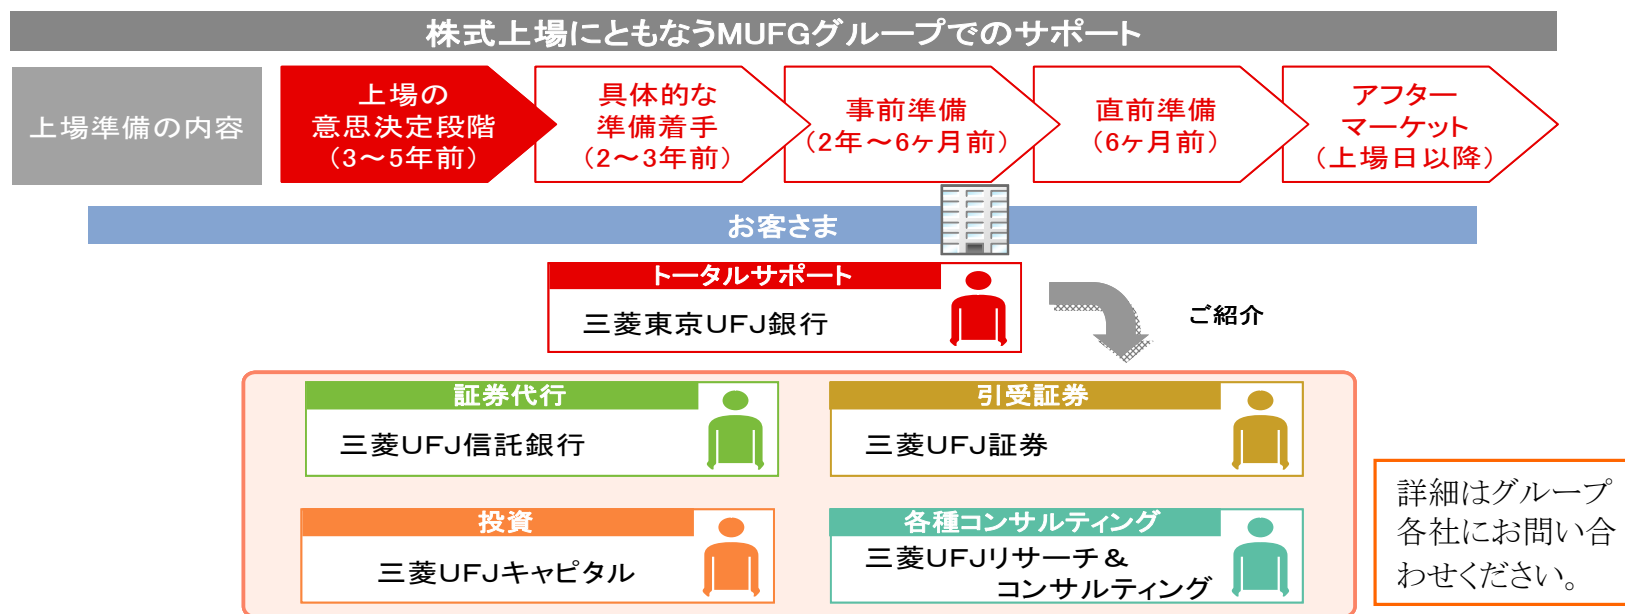 株式上場にともなうMUFGグループでのサポート
上場準備の内容
上場の
意思決定段階
（3～5年前）
具体的な
準備着手
（2～3年前）
事前準備
（2年～6ヶ月前）
直前準備
（6ヶ月前）
アフター
マーケット
（上場日以降）
お客さま
トータルサポート
三菱東京UFJ銀行
ご紹介
証券代行
三菱UFJ信託銀行
引受証券
三菱UFJ証券
投資
三菱UFJキャピタル
各種コンサルティング
三菱UFJリサーチ＆
コンサルティング
詳細はグループ
各社にお問い合
わせください。